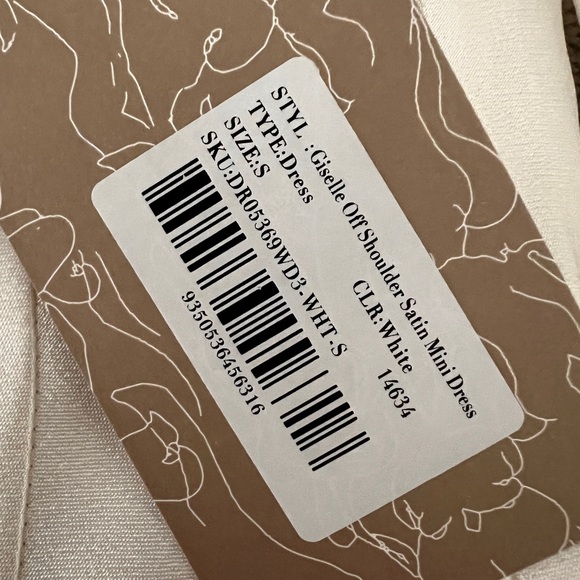 STYL :Giselle Off Shoulder Satin Mini Dress
TYPE:Dress CLR:White
SIZE:S 14634
SKU:DR05369WD3-WHT-S
9350536456316